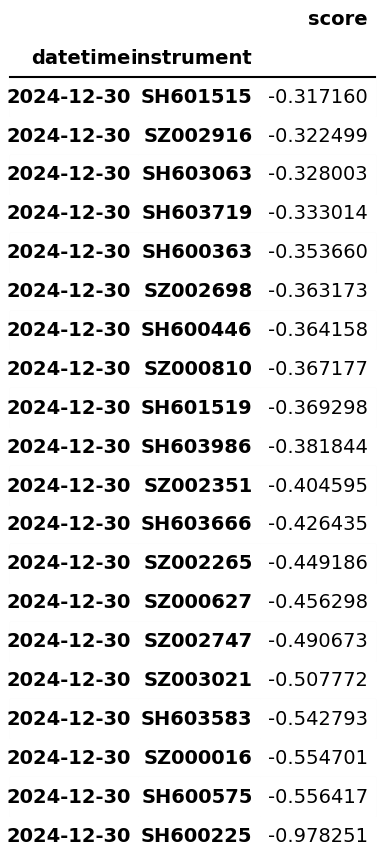 score
datetime instrument
2024-12-30 SH601515 -0.317160
2024-12-30 SZ002916 -0.322499
2024-12-30 SH603063 -0.328003
2024-12-30 SH603719 -0.333014
2024-12-30 SH600363 -0.353660
2024-12-30 SZ002698 -0.363173
2024-12-30 SH600446 -0.364158
2024-12-30 SZ000810 -0.367177
2024-12-30 SH601519 -0.369298
2024-12-30 SH603986 -0.381844
2024-12-30 SZ002351 -0.404595
2024-12-30 SH603666 -0.426435
2024-12-30 SZ002265 -0.449186
2024-12-30 SZ000627 -0.456298
2024-12-30 SZ002747 -0.490673
2024-12-30 SZ003021 -0.507772
2024-12-30 SH603583 -0.542793
2024-12-30 SZ000016 -0.554701
2024-12-30 SH600575 -0.556417
2024-12-30 SH600225 -0.978251